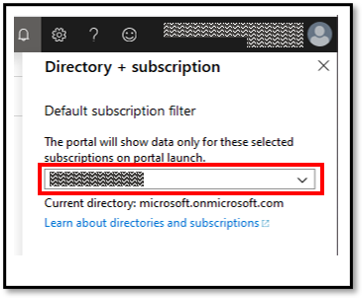 Directory + subscription
Default subscription filter
The portal will show data only for these selected
subscriptions on portal launch.
Current directory: microsoft.onmicrosoft.com
Learn about directories and subscriptions